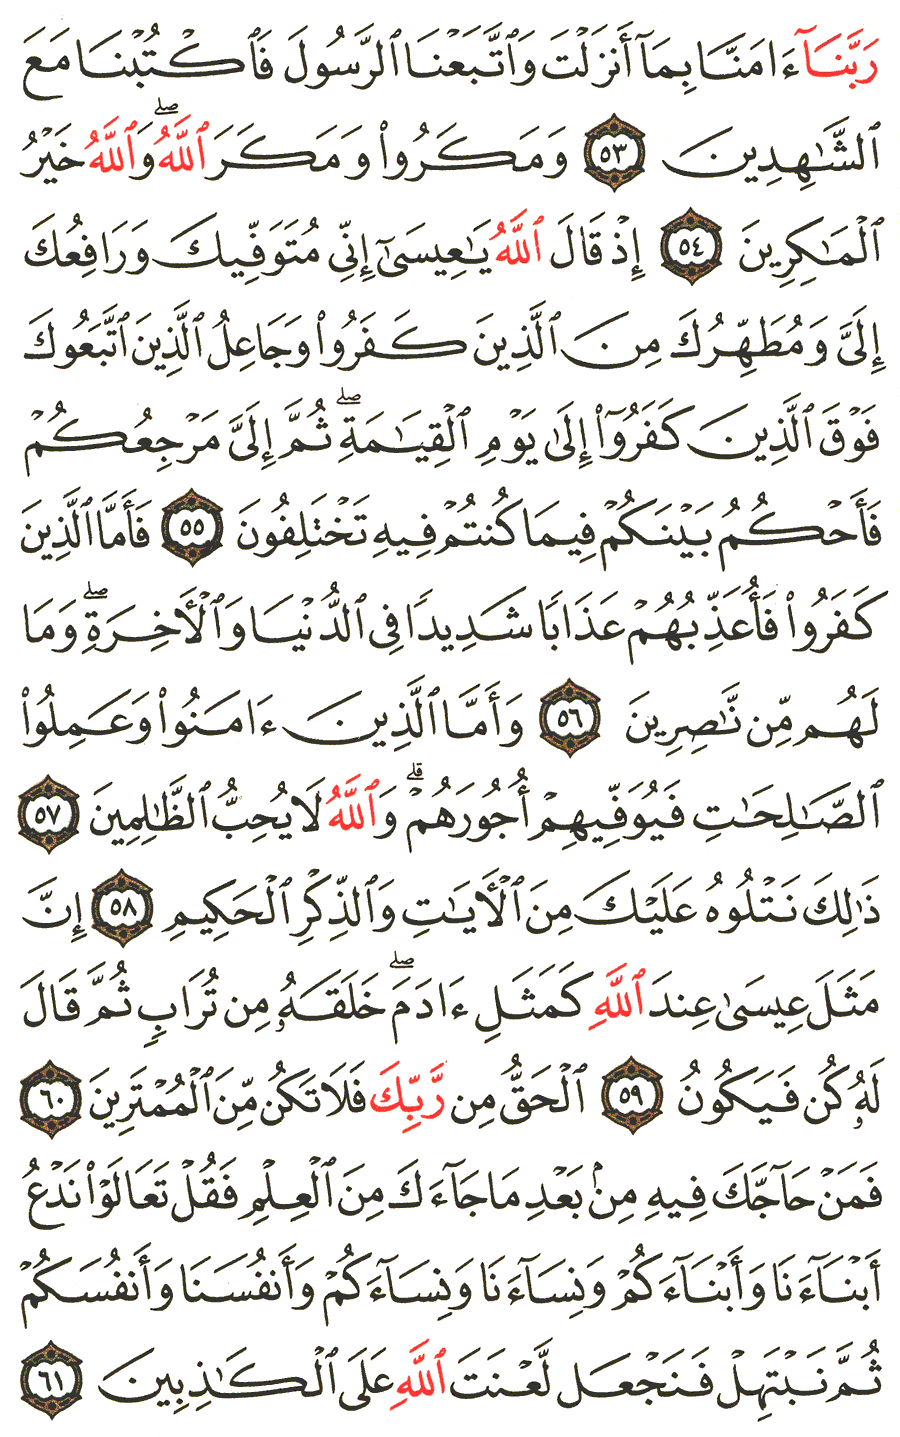 رَبَّنَآ ءَامَنَّا بِمَآ أَنزَلْتَ وَٱتَّبَعْنَا ٱلرَّسُولَ فَٱكْتُبْنَا مَعَ
ٱلشَّٰهِدِينَ ٥٣ وَمَكَرُوا۟ وَمَكَرَ ٱللَّهُۖ وَٱللَّهُ خَيْرُ
ٱلْمَٰكِرِينَ ٥٤ إِذْ قَالَ ٱللَّهُ يَٰعِيسَىٰٓ إِنِّى مُتَوَفِّيكَ وَرَافِعُكَ
إِلَىَّ وَمُطَهِّرُكَ مِنَ ٱلَّذِينَ كَفَرُوا۟ وَجَاعِلُ ٱلَّذِينَ ٱتَّبَعُوكَ
فَوْقَ ٱلَّذِينَ كَفَرُوٓا۟ إِلَىٰ يَوْمِ ٱلْقِيَٰمَةِۖ ثُمَّ إِلَىَّ مَرْجِعُكُمْ
فَأَحْكُمُ بَيْنَكُمْ فِيمَا كُنتُمْ فِيهِ تَخْتَلِفُونَ ٥٥ فَأَمَّا ٱلَّذِينَ
كَفَرُوا۟ فَأُعَذِّبُهُمْ عَذَابًا شَدِيدًا فِى ٱلدُّنْيَا وَٱلْأَخِرَةِۖ وَمَا
لَهُم مِّن نَّٰصِرِينَ ٥٦ وَأَمَّا ٱلَّذِينَ ءَامَنُوا۟ وَعَمِلُوا۟
ٱلصَّٰلِحَٰتِ فَيُوَفِّيهِمْ أُجُورَهُمْۗ وَٱللَّهُ لَا يُحِبُّ ٱلظَّٰلِمِينَ ٥٧
ذَٰلِكَ نَتْلُوهُ عَلَيْكَ مِنَ ٱلْأَيَٰتِ وَٱلذِّكْرِ ٱلْحَكِيمِ ٥٨ إِنَّ
مَثَلَ عِيسَىٰ عِندَ ٱللَّهِ كَمَثَلِ ءَادَمَۖ خَلَقَهُۥ مِن تُرَابٍ ثُمَّ قَالَ
لَهُۥ كُن فَيَكُونُ ٥٩ ٱلْحَقُّ مِن رَّبِّكَ فَلَا تَكُن مِّنَ ٱلْمُمْتَرِينَ ٦٠
فَمَنْ حَآجَّكَ فِيهِ مِنۢ بَعْدِ مَا جَآءَكَ مِنَ ٱلْعِلْمِ فَقُلْ تَعَالَوْا۟ نَدْعُ
أَبْنَآءَنَا وَأَبْنَآءَكُمْ وَنِسَآءَنَا وَنِسَآءَكُمْ وَأَنفُسَنَا وَأَنفُسَكُمْ
ثُمَّ نَبْتَهِلْ فَنَجْعَل لَّعْنَتَ ٱللَّهِ عَلَى ٱلْكَٰذِبِينَ ٦١